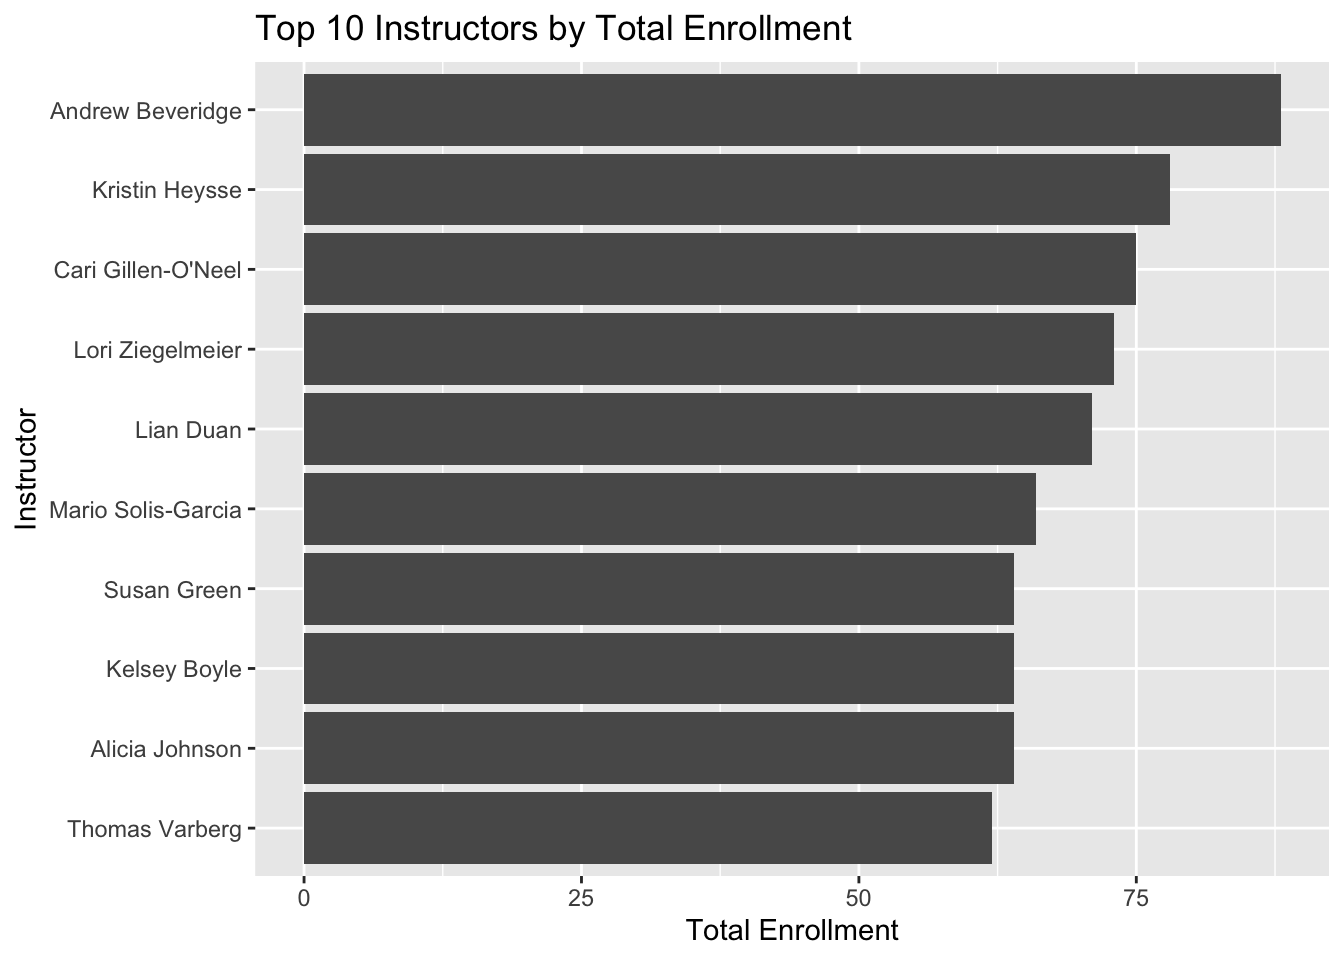 Top 10 Instructors by Total Enrollment
Andrew Beveridge
Kristin Heysse
Cari Gillen-O'Neel
Lori Ziegelmeier
Lian Duan
Mario Solis-Garcia
Susan Green
Kelsey Boyle
Alicia Johnson
Thomas Varberg
Instructor
0 25 50 75
Total Enrollment